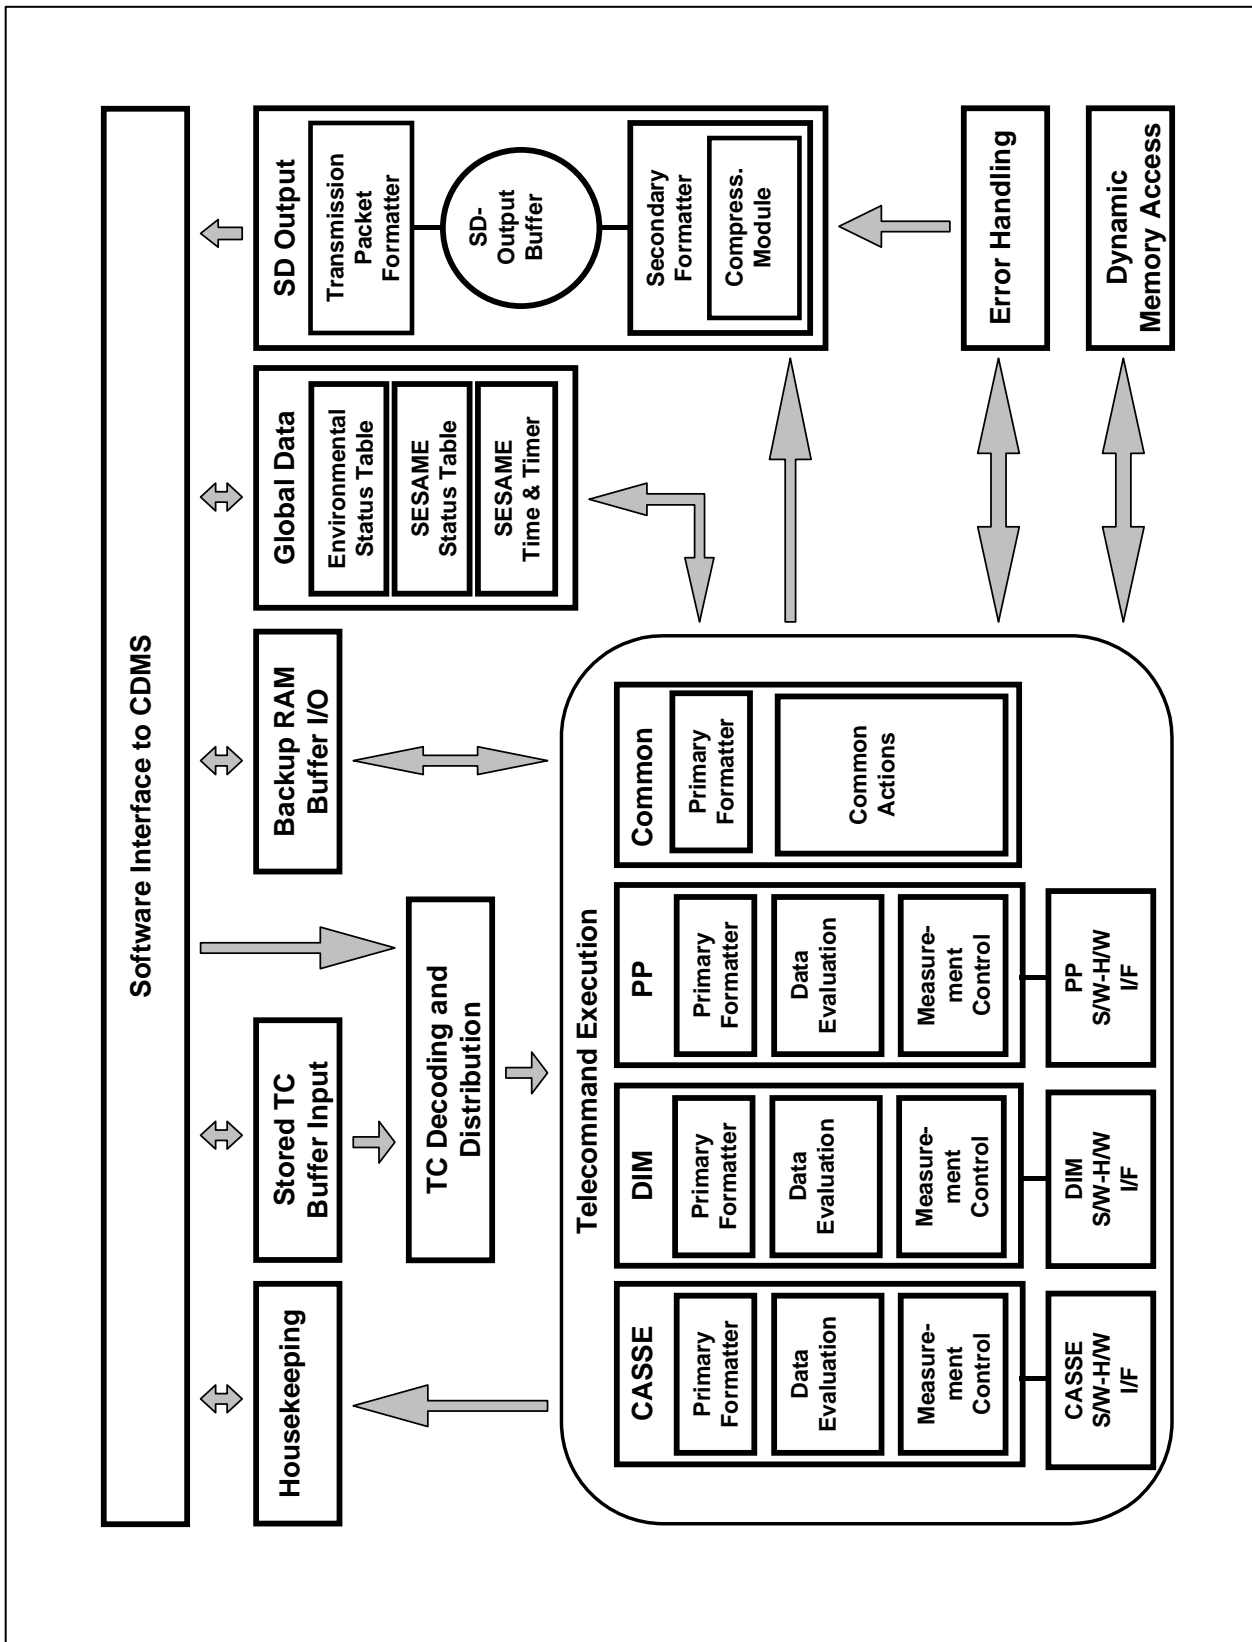 Software Interface to CDMS
Housekeeping
Stored TC
Buffer Input
Backup RAM
Buffer I/O
Global Data
Environmental
Status Table
SESAME
Status Table
SESAME
Time & Timer
SD Output
Transmission
Packet
Formatter
SD-
Output
Buffer
Secondary
Formatter
Compress.
Module
TC Decoding and
Distribution
Telecommand Execution
CASSE
Primary
Formatter
Data
Evaluation
Measure-
ment
Control
CASSE
S/W-H/W
I/F
DIM
Primary
Formatter
Data
Evaluation
Measure-
ment
Control
DIM
S/W-H/W
I/F
PP
Primary
Formatter
Data
Evaluation
Measure-
ment
Control
PP
S/W-H/W
I/F
Common
Primary
Formatter
Common
Actions
Error Handling
Dynamic
Memory Access